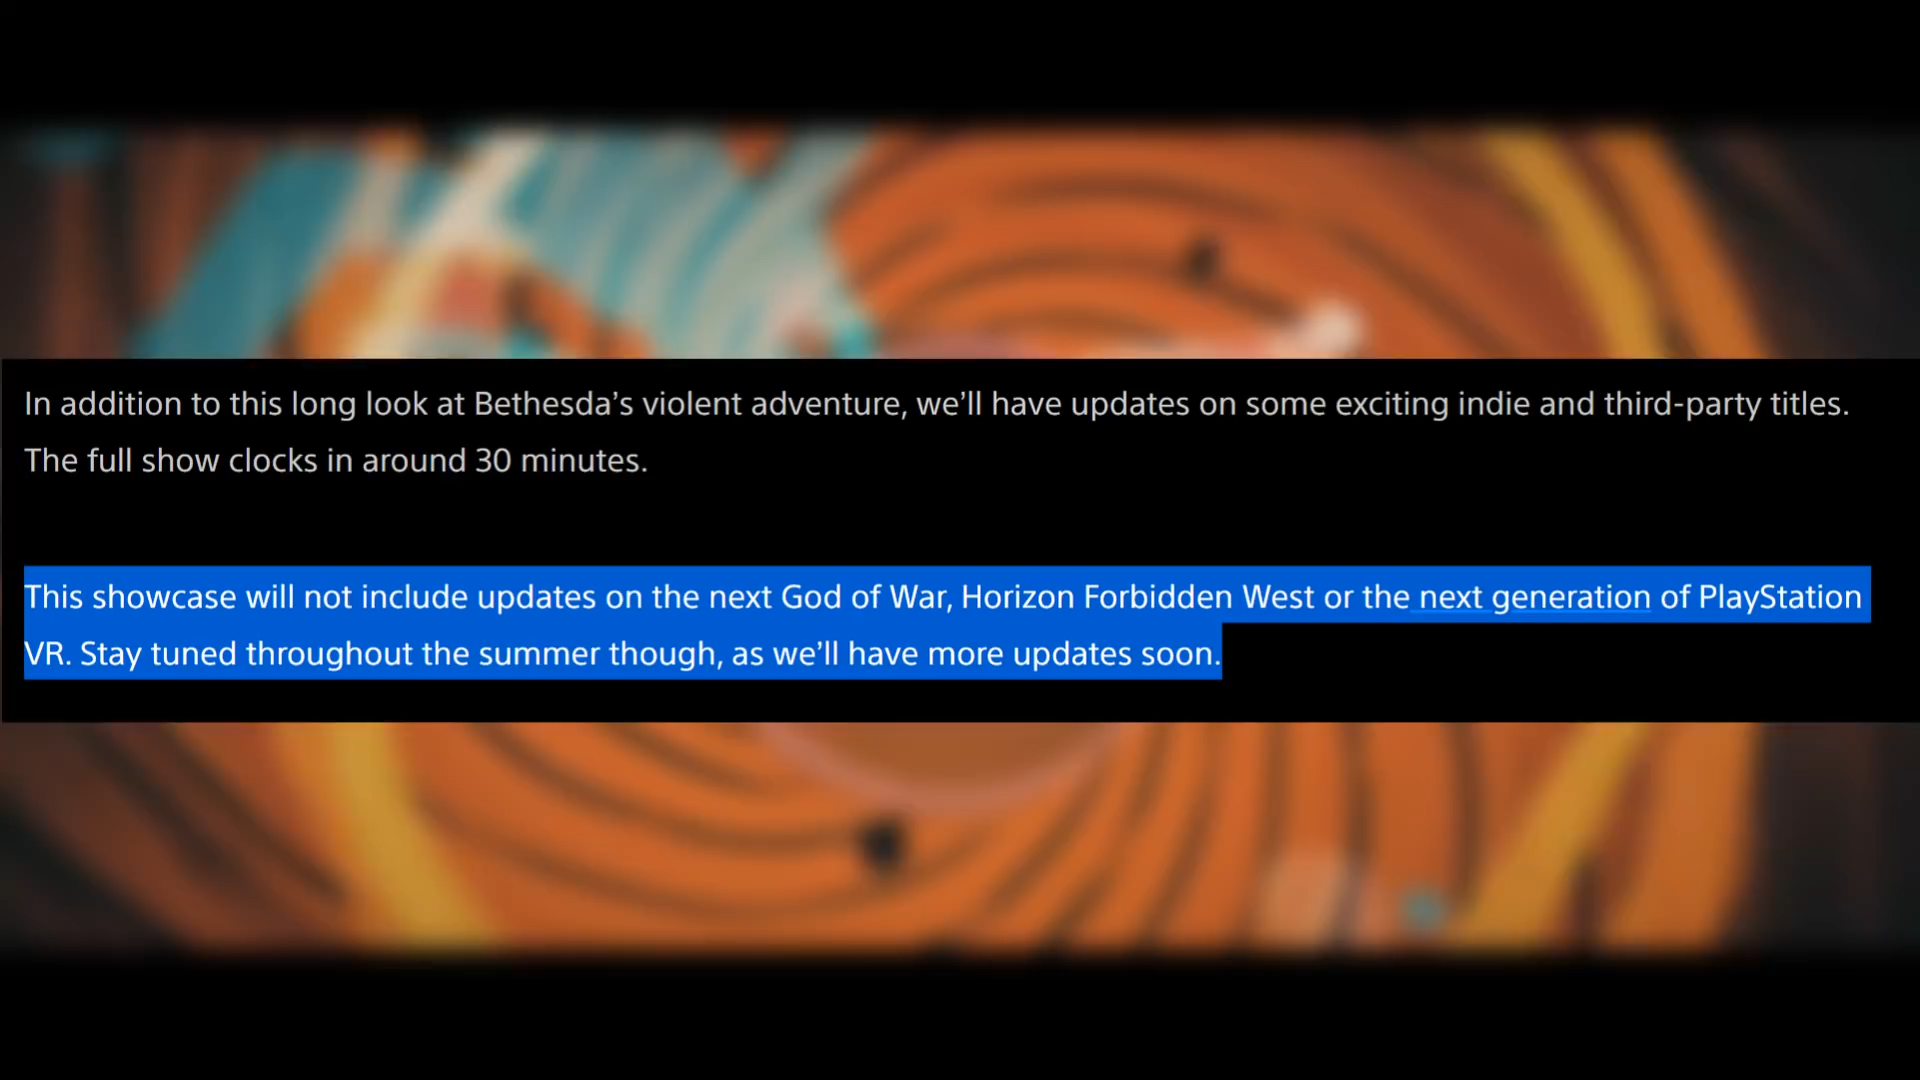 In addition to this long look at Bethesda’s violent adventure, we’ll have updates on some exciting indie and third-party titles.
The full show clocks in around 30 minutes.
This showcase will not include updates on the next God of War, Horizon Forbidden West or the next generation of PlayStation
VR. Stay tuned throughout the summer though, as we’ll have more updates soon.